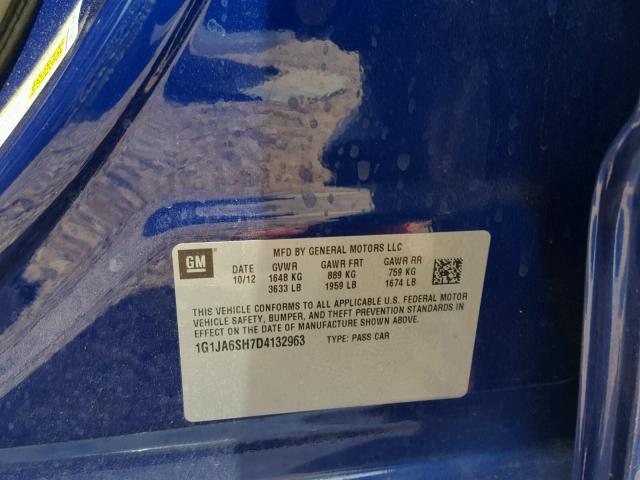 GM
MFD BY GENERAL MOTORS LLC
DATE GVWR GAWR FRT GAWR RR
10/12 1648 KG 889 KG 759 KG
3633 LB 1959 LB 1674 LB
THIS VEHICLE CONFORMS TO ALL APPLICABLE U.S. FEDERAL MOTOR
VEHICLE SAFETY, BUMPER, AND THEFT PREVENTION STANDARDS IN
EFFECT ON THE DATE OF MANUFACTURE SHOWN ABOVE.
1G1JA6SH7D4132963 TYPE: PASS CAR